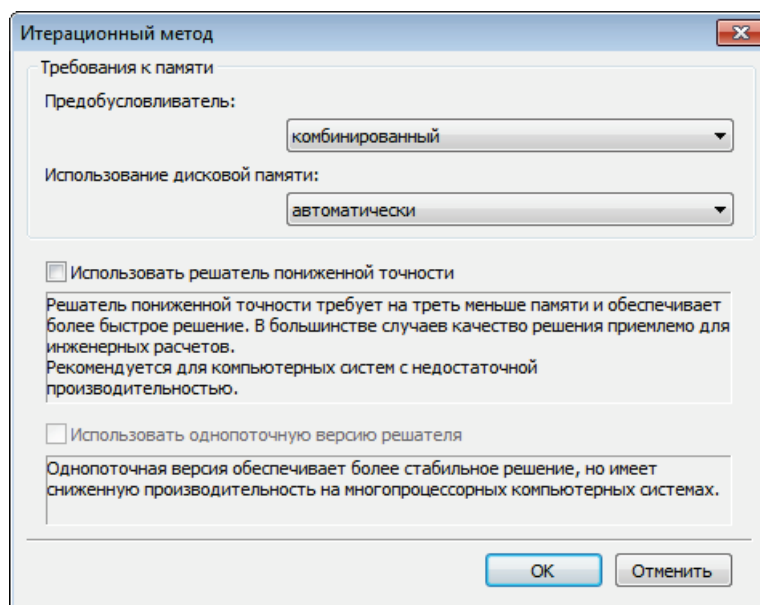 Итерационный метод
Требования к памяти
Предобусловливатель:
комбинированный
Использование дисковой памяти:
автоматически
Использовать решатель пониженной точности
Решатель пониженной точности требует на треть меньше памяти и обеспечивает
более быстрое решение. В большинстве случаев качество решения приемлемо для
инженерных расчетов.
Рекомендуется для компьютерных систем с недостаточной
производительностью.
Использовать однопоточную версию решателя
Однопоточная версия обеспечивает более стабильное решение, но имеет
сниженную производительность на многопроцессорных компьютерных системах.
OK
Отменить